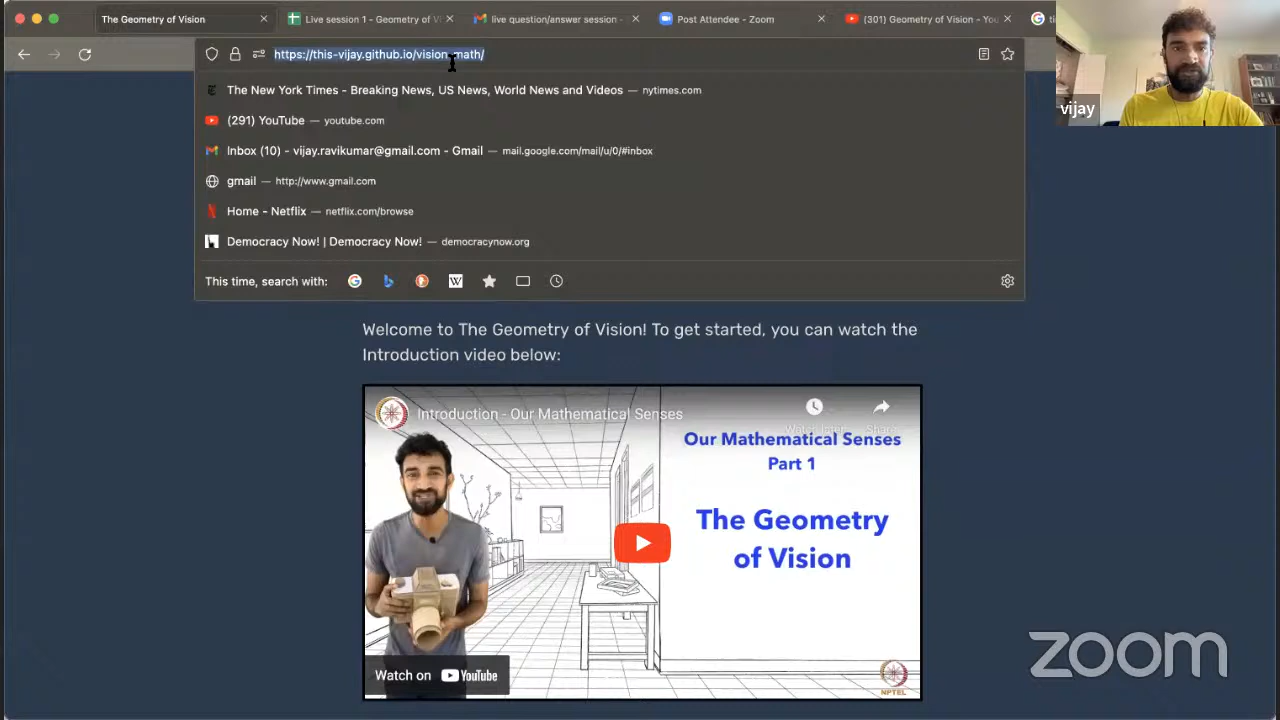 The Geometry of Vision
Live session 1 - Geometry of Vi
live question/answer session -
Post Attendee - Zoom
(301) Geometry of Vision - You
https://this-vijay.github.io/vision-math/
The New York Times - Breaking News, US News, World News and Videos — nytimes.com
(291) YouTube — youtube.com
Inbox (10) - vijay.ravikumar@gmail.com - Gmail — mail.google.com/mail/u/0/#inbox
gmail — http://www.gmail.com
Home - Netflix — netflix.com/browse
Democracy Now! | Democracy Now! — democracynow.org
This time, search with:
W
vijay
Welcome to The Geometry of Vision! To get started, you can watch the
Introduction video below:
Introduction - Our Mathematical Senses
Watch later
Share
Our Mathematical Senses
Part 1
The Geometry
of Vision
Watch on YouTube
NPTEL
zoom